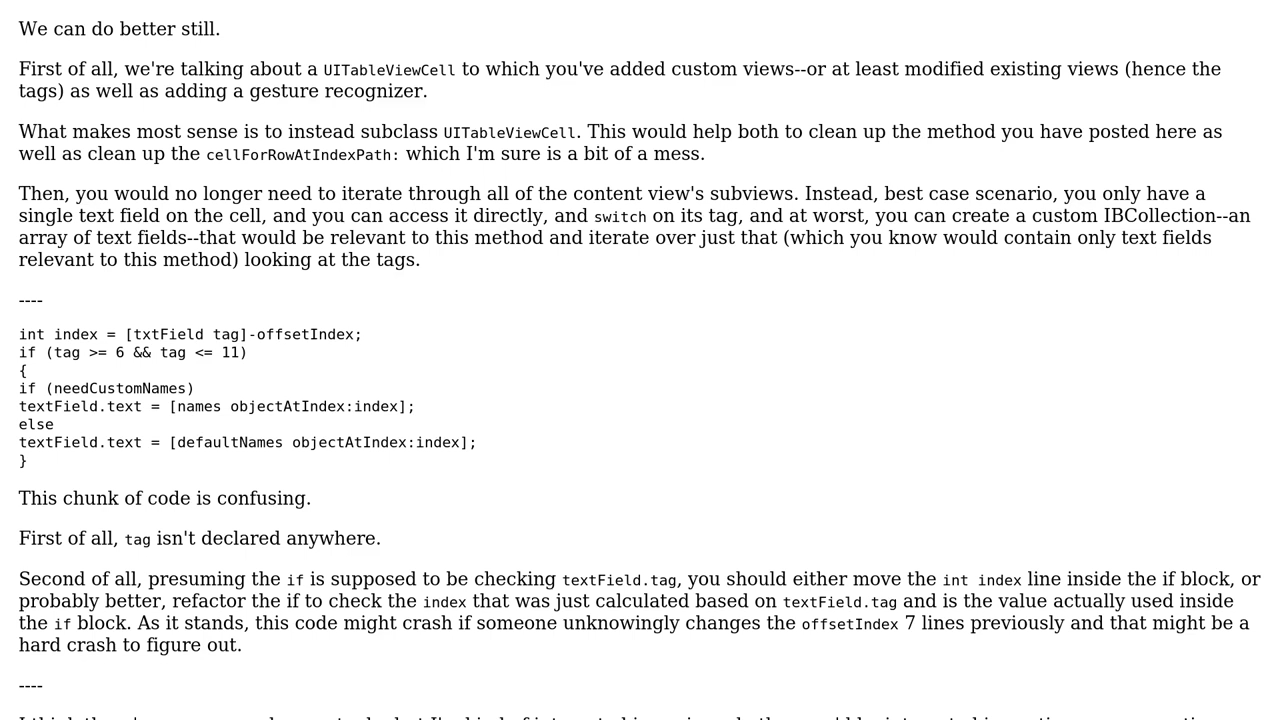 We can do better still.
First of all, we're talking about a UITableViewCell to which you've added custom views--or at least modified existing views (hence the
tags) as well as adding a gesture recognizer.
What makes most sense is to instead subclass UITableViewCell. This would help both to clean up the method you have posted here as
well as clean up the cellForRowAtIndexPath: which I'm sure is a bit of a mess.
Then, you would no longer need to iterate through all of the content view's subviews. Instead, best case scenario, you only have a
single text field on the cell, and you can access it directly, and switch on its tag, and at worst, you can create a custom IBCollection--an
array of text fields--that would be relevant to this method and iterate over just that (which you know would contain only text fields
relevant to this method) looking at the tags.
----
int index = [txtField tag]-offsetIndex;
if (tag >= 6 && tag <= 11)
{
if (needCustomNames)
textField.text = [names objectAtIndex:index];
else
textField.text = [defaultNames objectAtIndex:index];
}
This chunk of code is confusing.
First of all, tag isn't declared anywhere.
Second of all, presuming the if is supposed to be checking textField.tag, you should either move the int index line inside the if block, or
probably better, refactor the if to check the index that was just calculated based on textField.tag and is the value actually used inside
the if block. As it stands, this code might crash if someone unknowingly changes the offsetIndex 7 lines previously and that might be a
hard crash to figure out.
----